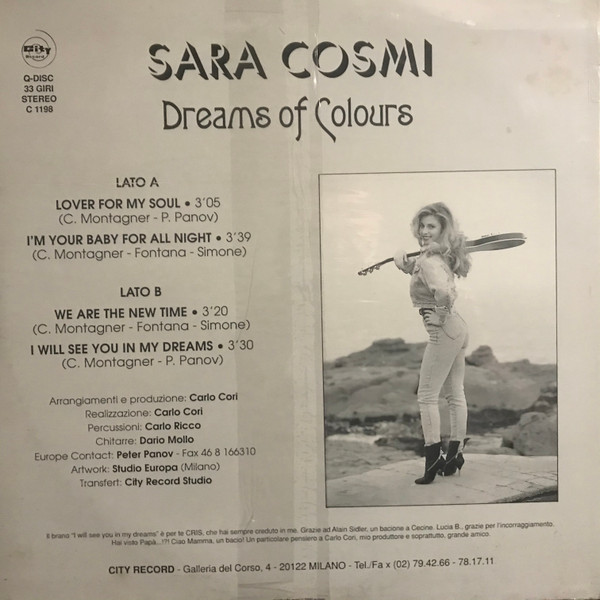 City
Record
Q-DISC
33 GIRI
STEREO
C 1198
SARA COSMI
Dreams of Colours
LATO A
LOVER FOR MY SOUL • 3'05
(C. Montagner - P. Panov)
I'M YOUR BABY FOR ALL NIGHT • 3'39
(C. Montagner - Fontana - Simone)
LATO B
WE ARE THE NEW TIME • 3'20
(C. Montagner - Fontana - Simone)
I WILL SEE YOU IN MY DREAMS • 3'30
(C. Montagner - P. Panov)
Arrangiamenti e produzione: Carlo Cori
Realizzazione: Carlo Cori
Percussioni: Carlo Ricco
Chitarre: Dario Mollo
Europe Contact: Peter Panov - Fax 46 8 166310
Artwork: Studio Europa (Milano)
Transfert: City Record Studio
Il brano "I will see you in my dreams" è per te CRIS, che hai sempre creduto in me. Grazie ad Alain Sidler, un bacione a Cecine. Lucia B., grazie per l'incorraggiamento.
Hai visto Papà...!?! Ciao Mamma, un bacio! Un particolare pensiero a Carlo Cori, mio produttore e soprattutto, grande amico.
CITY RECORD - Galleria del Corso, 4 - 20122 MILANO - Tel./Fa x (02) 79.42.66 - 78.17.11